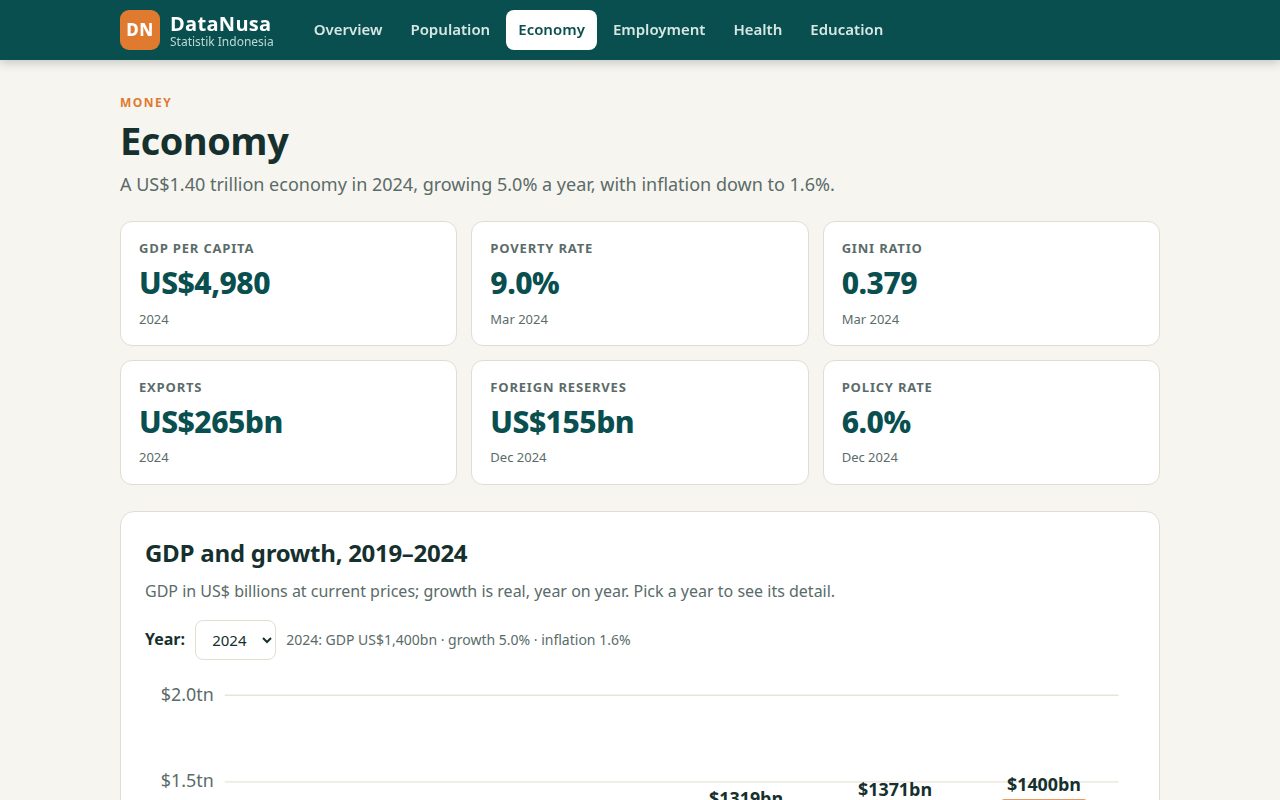 DN
DataNusa
Statistik Indonesia
Overview
Population
Economy
Employment
Health
Education
MONEY
Economy
A US$1.40 trillion economy in 2024, growing 5.0% a year, with inflation down to 1.6%.
GDP PER CAPITA
US$4,980
2024
POVERTY RATE
9.0%
Mar 2024
GINI RATIO
0.379
Mar 2024
EXPORTS
US$265bn
2024
FOREIGN RESERVES
US$155bn
Dec 2024
POLICY RATE
6.0%
Dec 2024
GDP and growth, 2019–2024
GDP in US$ billions at current prices; growth is real, year on year. Pick a year to see its detail.
Year: 2024 2024: GDP US$1,400bn · growth 5.0% · inflation 1.6%
$2.0tn
$1.5tn
$1319bn
$1371bn
$1400bn